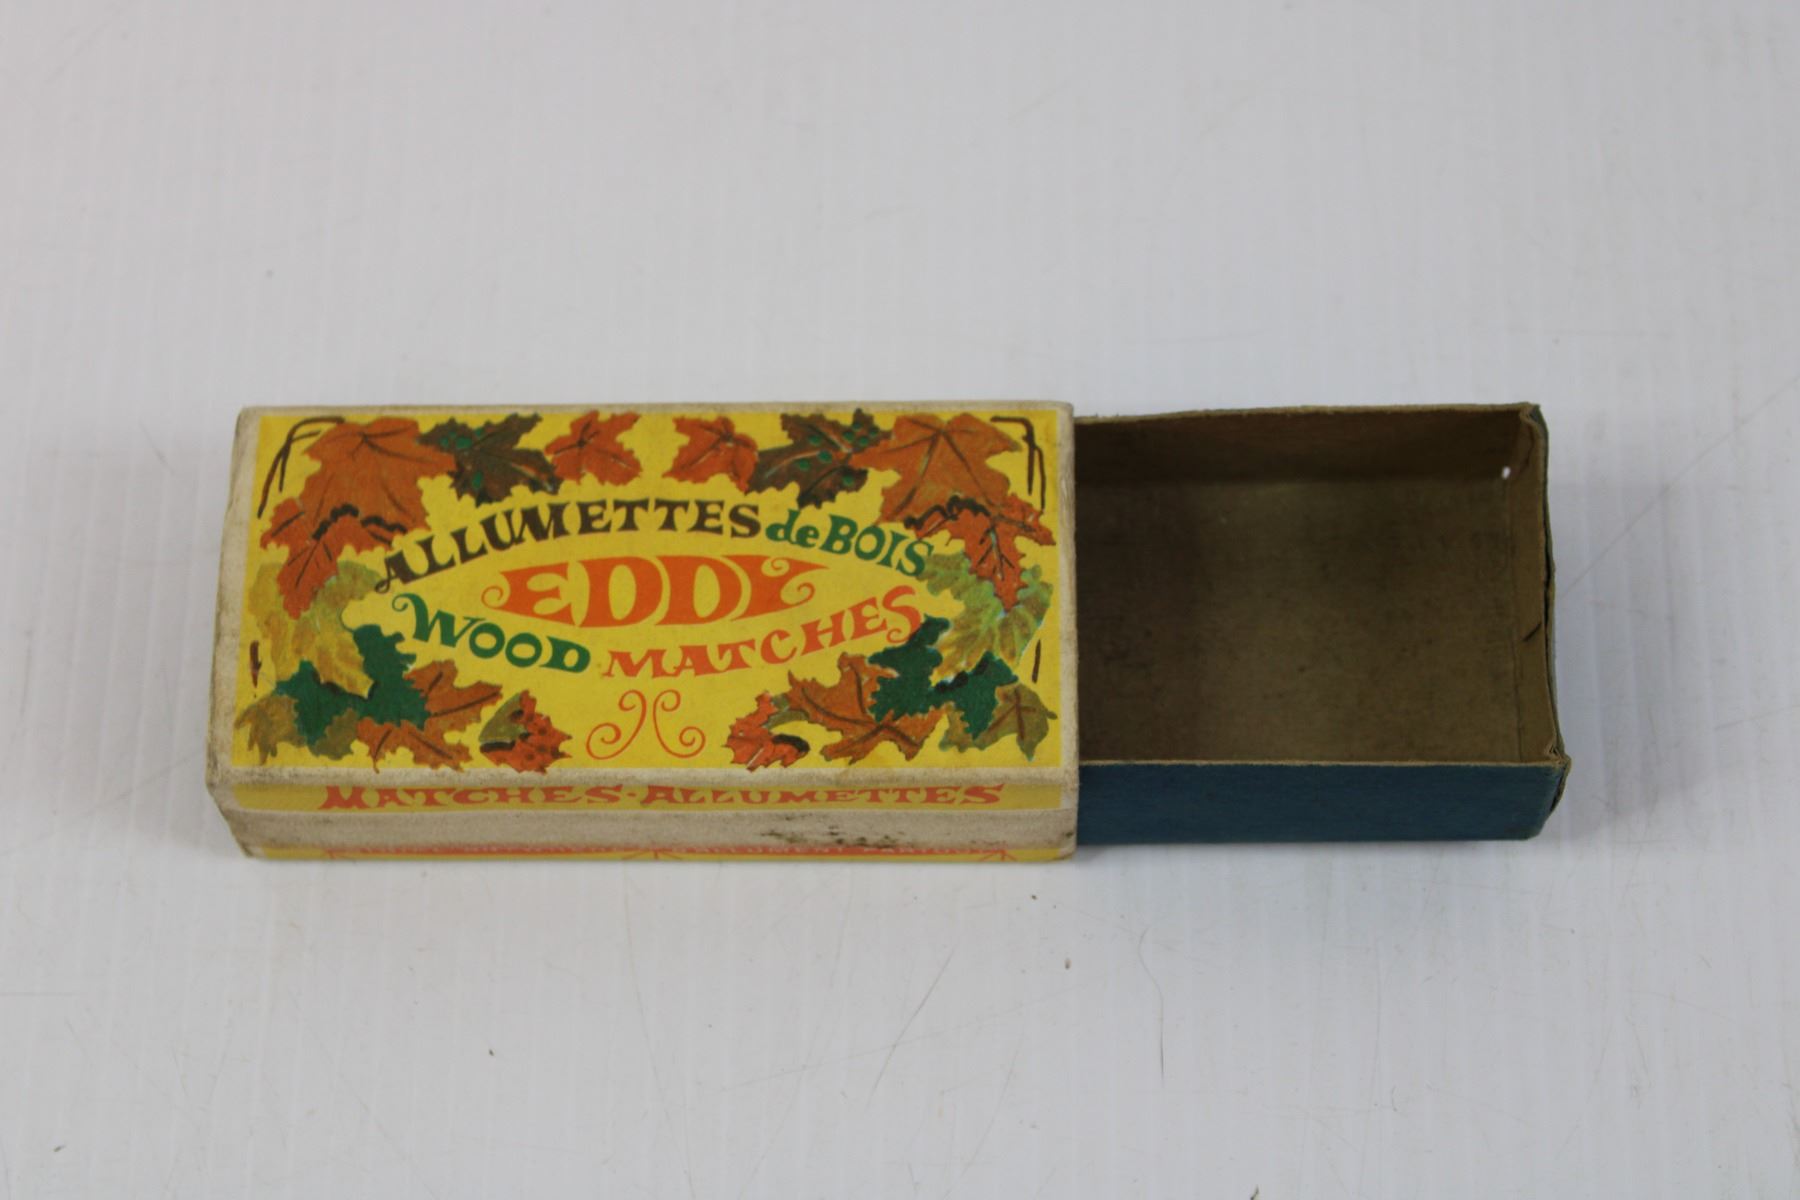 ALLUMETTES de BOIS
EDDY
WOOD MATCHES
MATCHES-ALLUMETTES